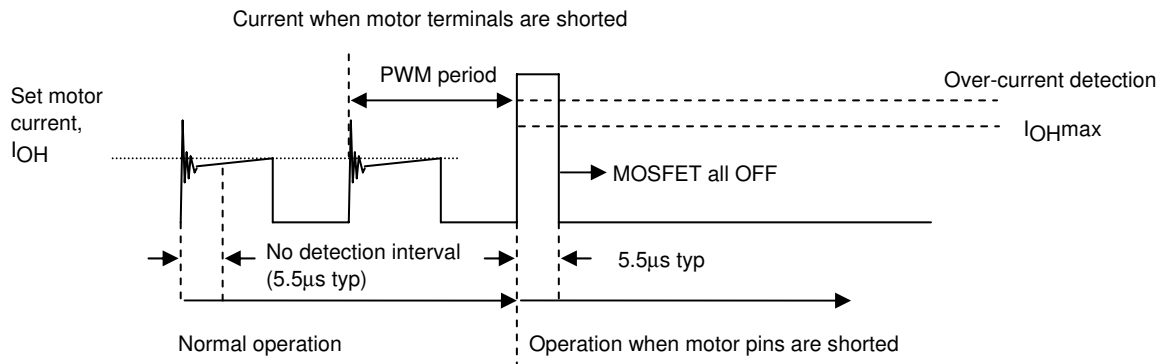 Current when motor terminals are shorted
PWM period
Over-current detection
Set motor
current,
IOH
IOHmax
MOSFET all OFF
No detection interval
(5.5μs typ)
5.5μs typ
Normal operation
Operation when motor pins are shorted